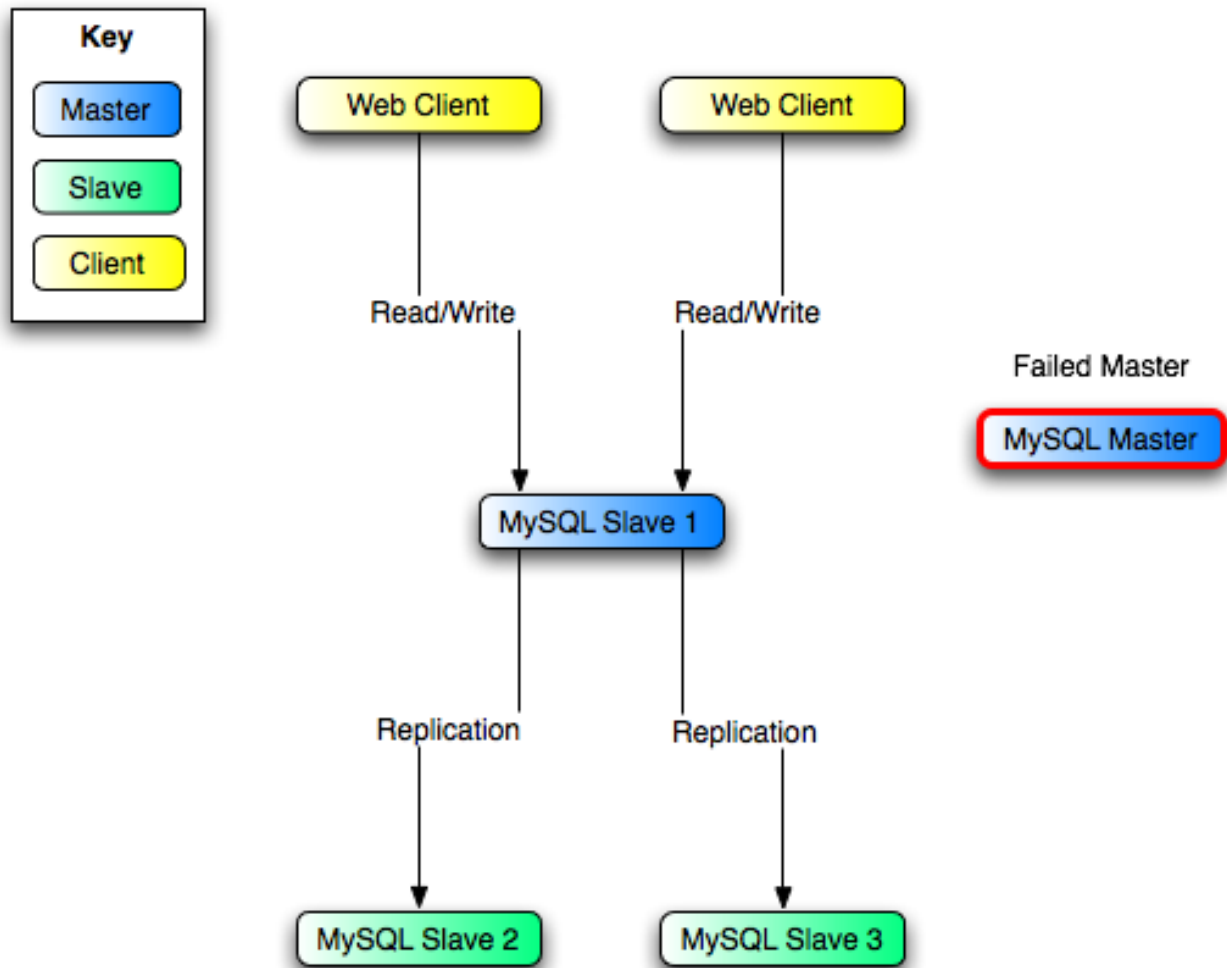 Key
Master
Slave
Client
Web Client
Web Client
Read/Write
Read/Write
Failed Master
MySQL Master
MySQL Slave 1
Replication
Replication
MySQL Slave 2
MySQL Slave 3